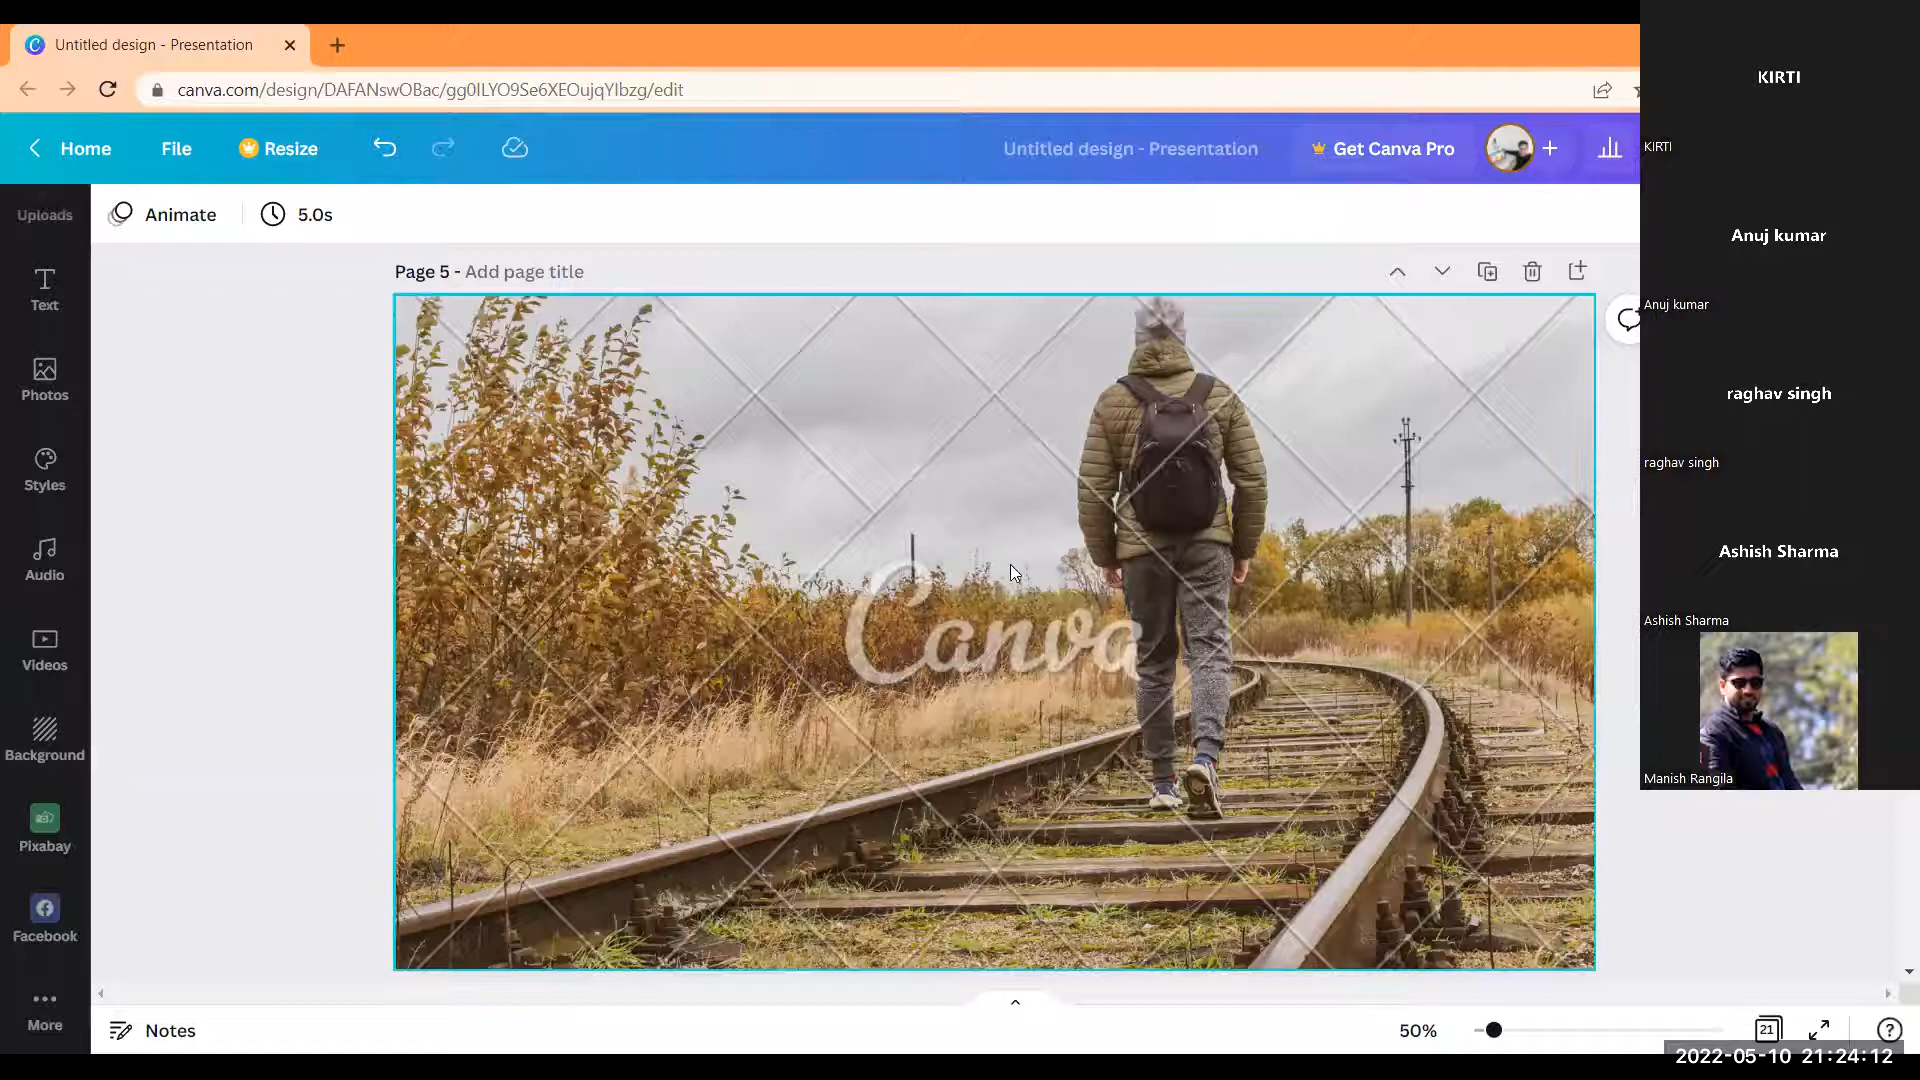 Untitled design - Presentation
canva.com/design/DAFANswOBac/gg0ILYO9Se6XEOujqYIbzg/edit
Home
File
Resize
Untitled design - Presentation
Get Canva Pro
Uploads
Animate
5.0s
Page 5 - Add page title
Text
Photos
Styles
Audio
Videos
Background
Pixabay
Facebook
More
Canva
Notes
50%
21
KIRTI
KIRTI
Anuj kumar
Anuj kumar
raghav singh
raghav singh
Ashish Sharma
Ashish Sharma
Manish Rangila
2022-05-10 21:24:12